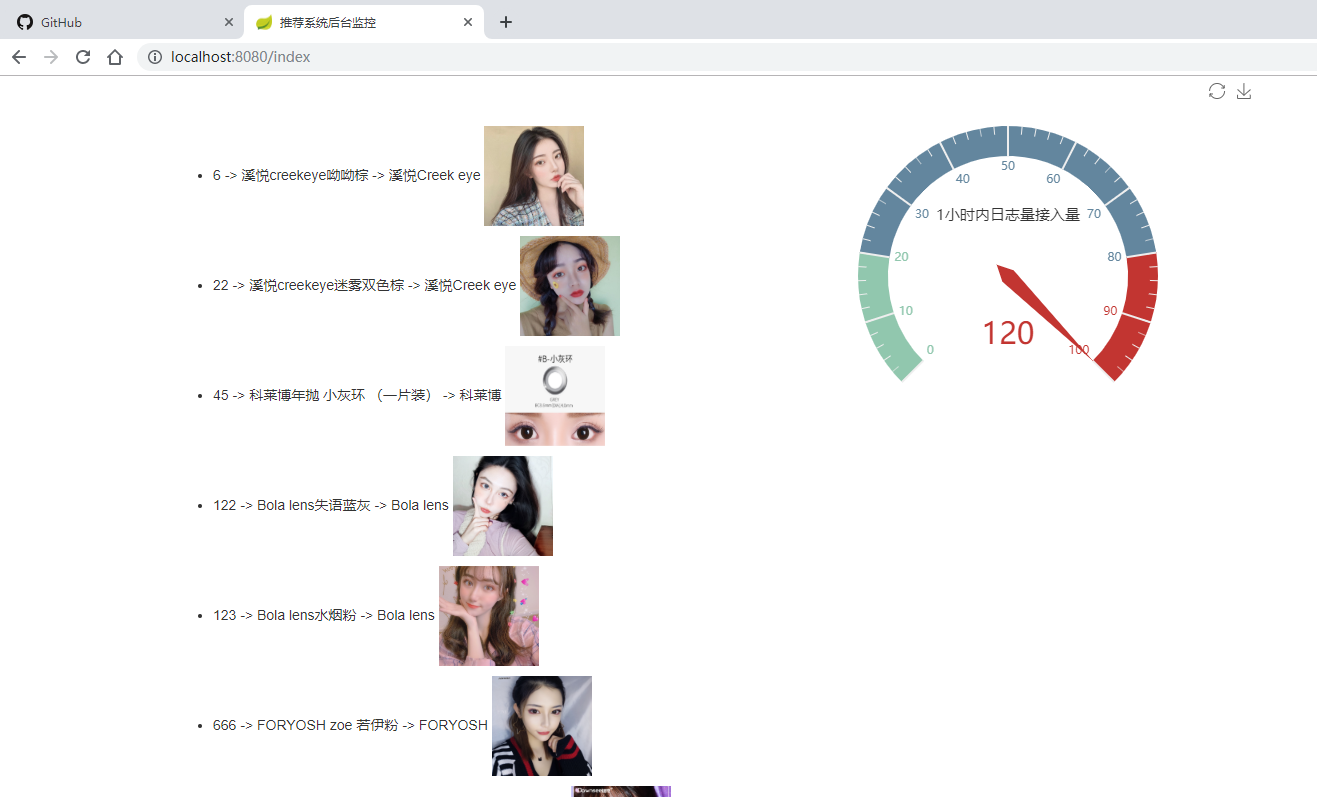 GitHub
推荐系统后台监控
localhost:8080/index
6 -> 溪悦creekeye呦呦棕 -> 溪悦Creek eye
22 -> 溪悦creekeye迷雾双色棕 -> 溪悦Creek eye
#B-小灰环
45 -> 科莱博年抛 小灰环 （一片装） -> 科莱博
122 -> Bola lens失语蓝灰 -> Bola lens
123 -> Bola lens水烟粉 -> Bola lens
666 -> FORYOSH zoe 若伊粉 -> FORYOSH
0
10
20
30
40
50
60
70
80
90
100
1小时内日志量接入量
120